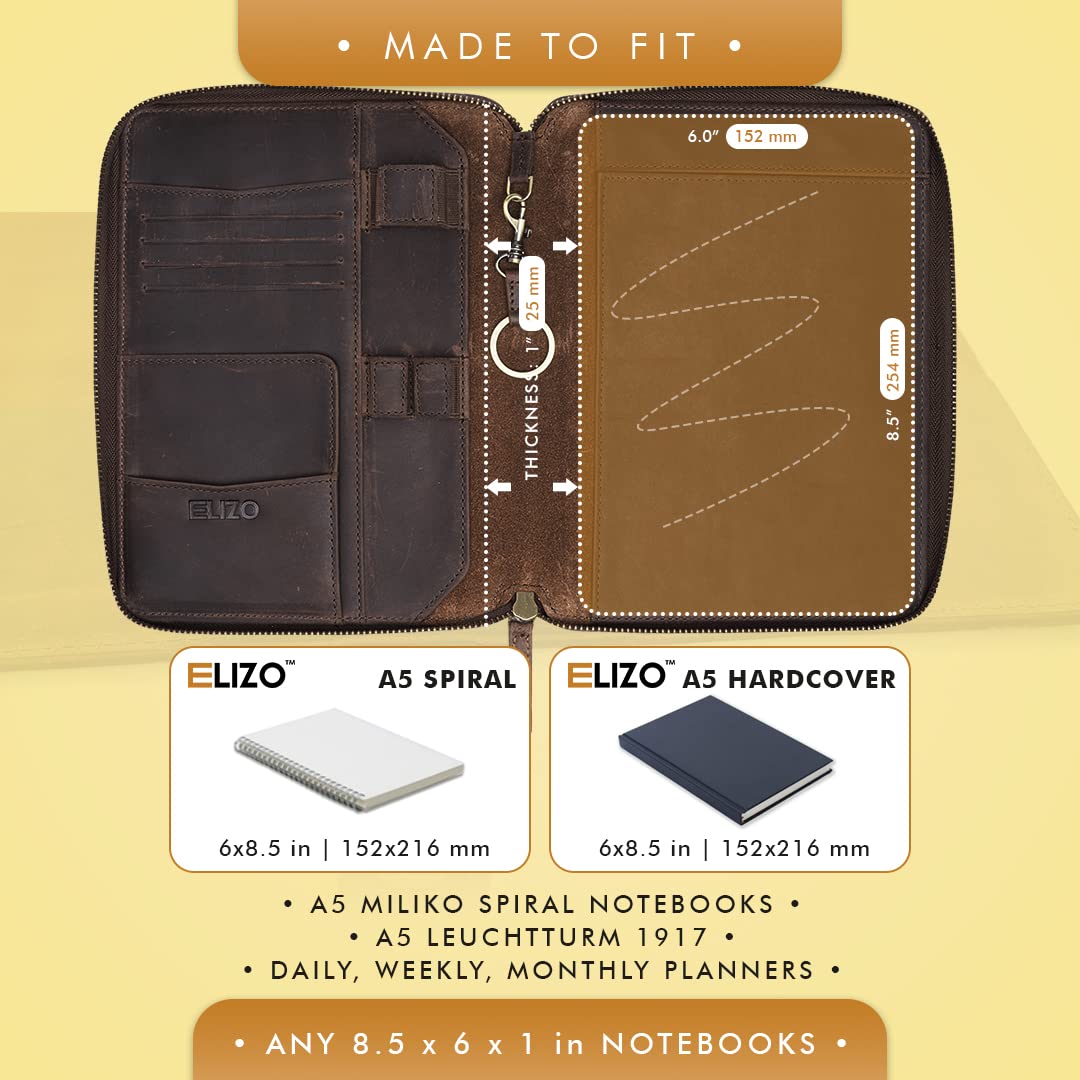 • MADE TO FIT •
6.0” 152 mm
THICKNESS: 1” 25 mm
8.5” 254 mm
ELIZO
ELIZO™ A5 SPIRAL
6x8.5 in | 152x216 mm
ELIZO™ A5 HARDCOVER
6x8.5 in | 152x216 mm
• A5 MILIKO SPIRAL NOTEBOOKS •
• A5 LEUCHTTURM 1917 •
• DAILY, WEEKLY, MONTHLY PLANNERS •
• ANY 8.5 x 6 x 1 in NOTEBOOKS •